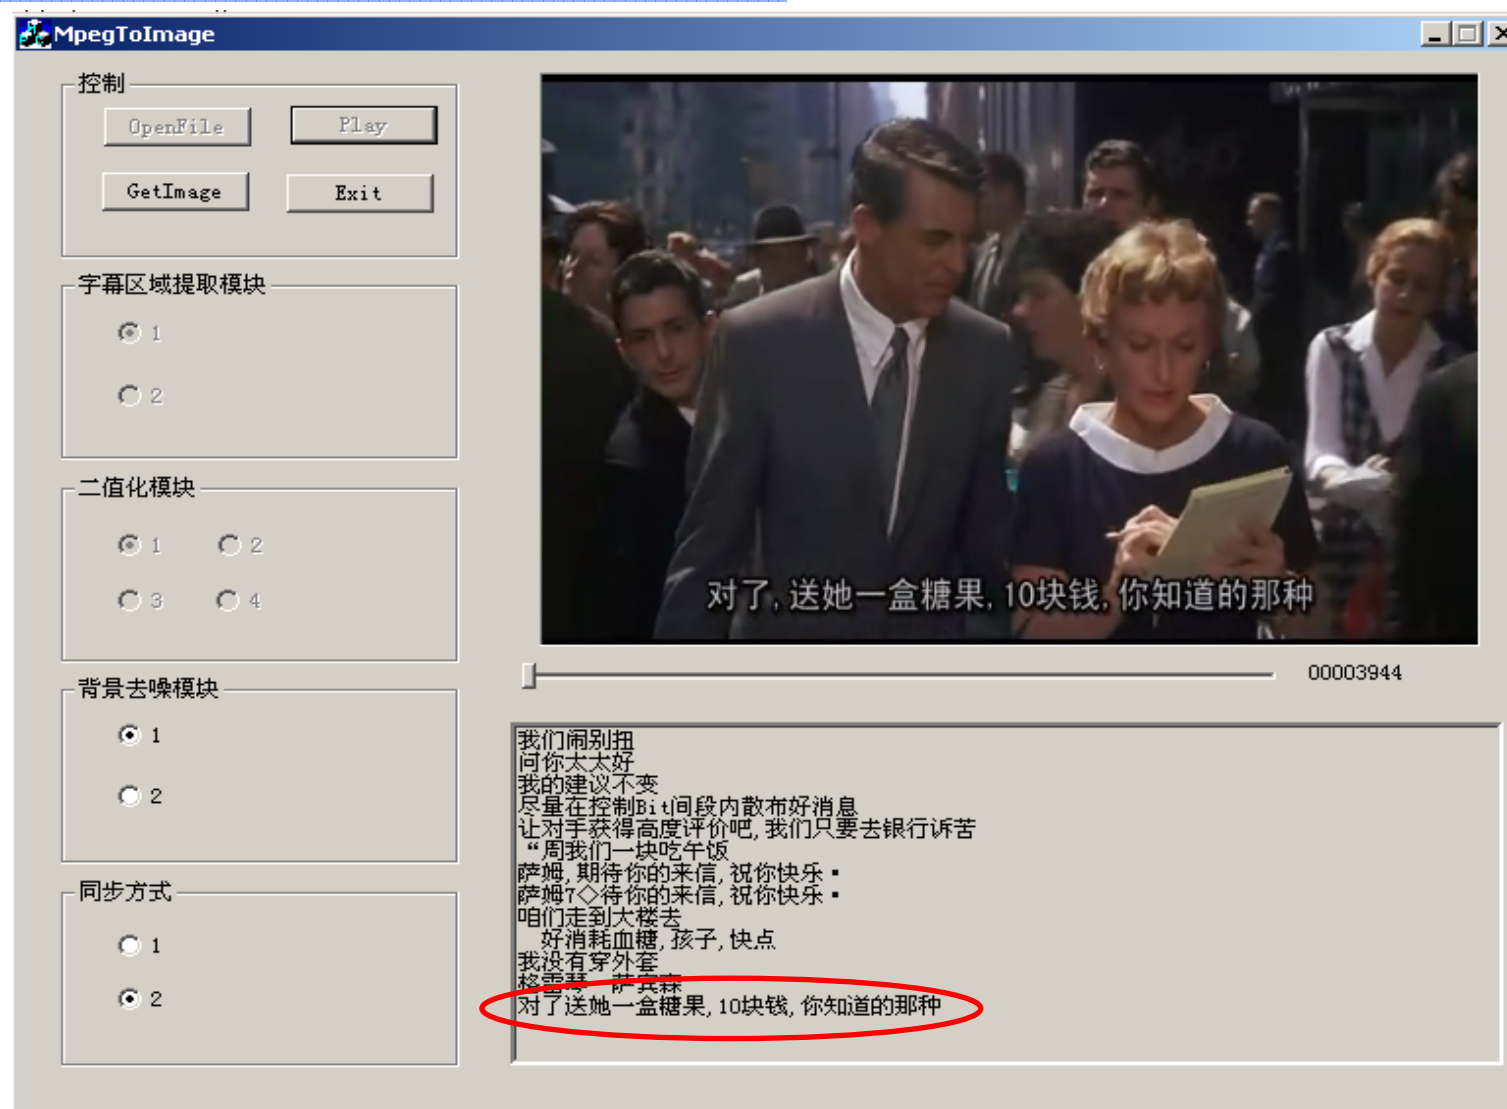 MpegToImage
控制
OpenFile
Play
GetImage
Exit
字幕区域提取模块
1
2
二值化模块
1
2
3
4
背景去噪模块
1
2
同步方式
1
2
对了,送她一盒糖果,10块钱,你知道的那种
00003944
我们闹别扭
问你太太好
我的建议不变
尽量在控制Bit间段内散布好消息
让对手获得高度评价吧,我们只要去银行诉苦
“周我们一块吃午饭
萨姆,期待你的来信,祝你快乐▪
萨姆7◇待你的来信,祝你快乐▪
咱们走到大楼去
好消耗血糖,孩子,快点
我没有穿外套
格雷琴 萨宾森
对了送她一盒糖果,10块钱,你知道的那种